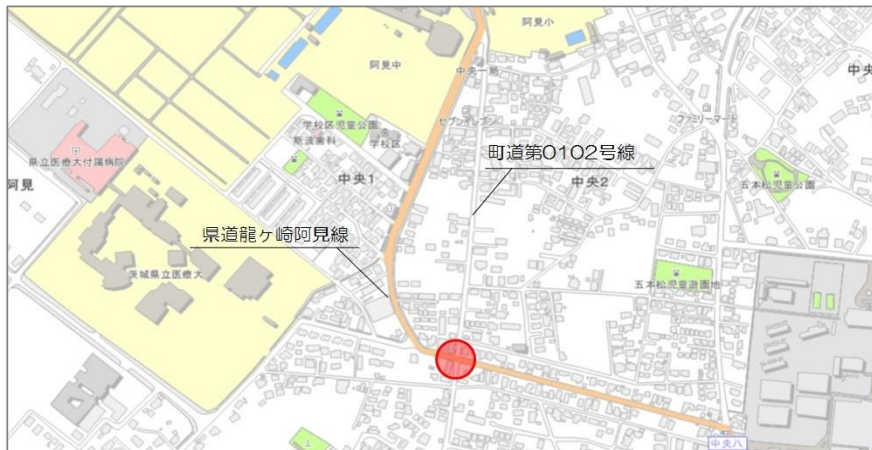 阿見小
阿見中
中央一局
中央
セブンイレブン
ファミリーマート
学校区児童公園
学校区
県立医療大付属病院
町道第0102号線
阿見
中央1
中央2
五本松児童公園
県道龍ヶ崎阿見線
茨城県立医療大
五本松児童遊園地
中央八